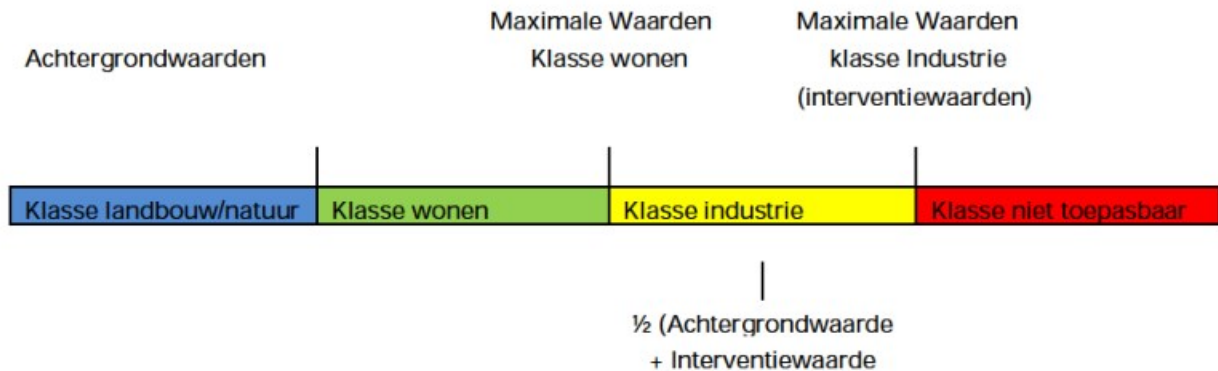 Achtergrondwaarden
Maximale Waarden
Klasse wonen
Maximale Waarden
klasse Industrie
(interventiewaarden)
Klasse landbouw/natuur
Klasse wonen
Klasse industrie
Klasse niet toepasbaar
½ (Achtergrondwaarde
+ Interventiewaarde